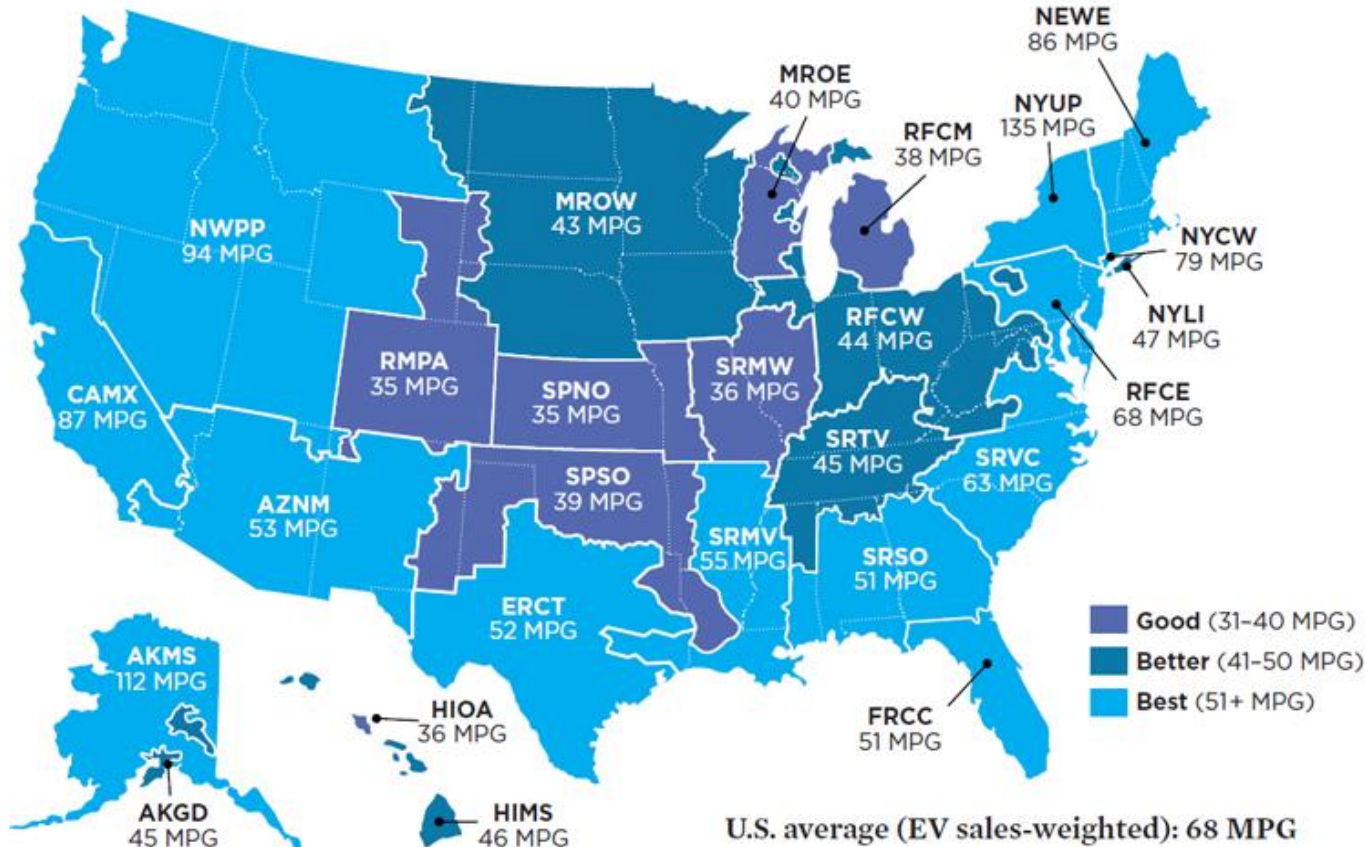 NEWE
86 MPG
MROE
40 MPG
NYUP
135 MPG
RFCM
38 MPG
MROW
43 MPG
NWPP
94 MPG
NYCW
79 MPG
NYLI
47 MPG
RFCW
44 MPG
RMPA
35 MPG
SRMW
36 MPG
SPNO
35 MPG
CAMX
87 MPG
RFCE
68 MPG
SRTV
45 MPG
SRVC
63 MPG
SPSO
39 MPG
AZNM
53 MPG
SRMV
55 MPG
SRSO
51 MPG
ERCT
52 MPG
Good (31–40 MPG)
Better (41–50 MPG)
Best (51+ MPG)
AKMS
112 MPG
HIOA
36 MPG
FRCC
51 MPG
AKGD
45 MPG
HIMS
46 MPG
U.S. average (EV sales-weighted): 68 MPG